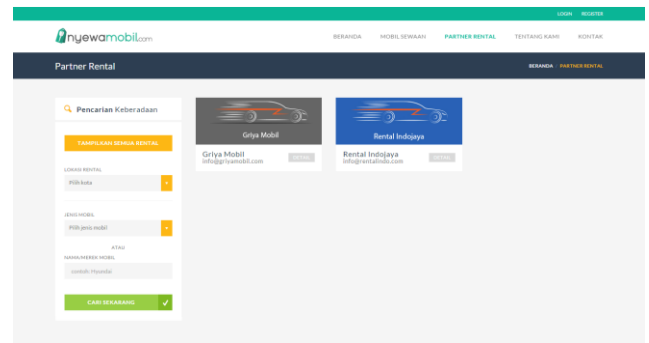 LOGIN REGISTER
nyewamobil.com
BERANDA MOBIL SEWAAN PARTNER RENTAL TENTANG KAMI KONTAK
Partner Rental
BERANDA PARTNER RENTAL
Pencarian Keberadaan
TAMPILKAN SEMUA RENTAL
LOKASI RENTAL
Pilih kota
JENIS MOBIL
Pilih jenis mobil
ATAU
NAMA/MEREK MOBIL
contoh: Hyundai
CARI SEKARANG
Griya Mobil
Griya Mobil
info@griyamobil.com
DETAIL
Rental Indojaya
Rental Indojaya
info@rentalindo.com
DETAIL